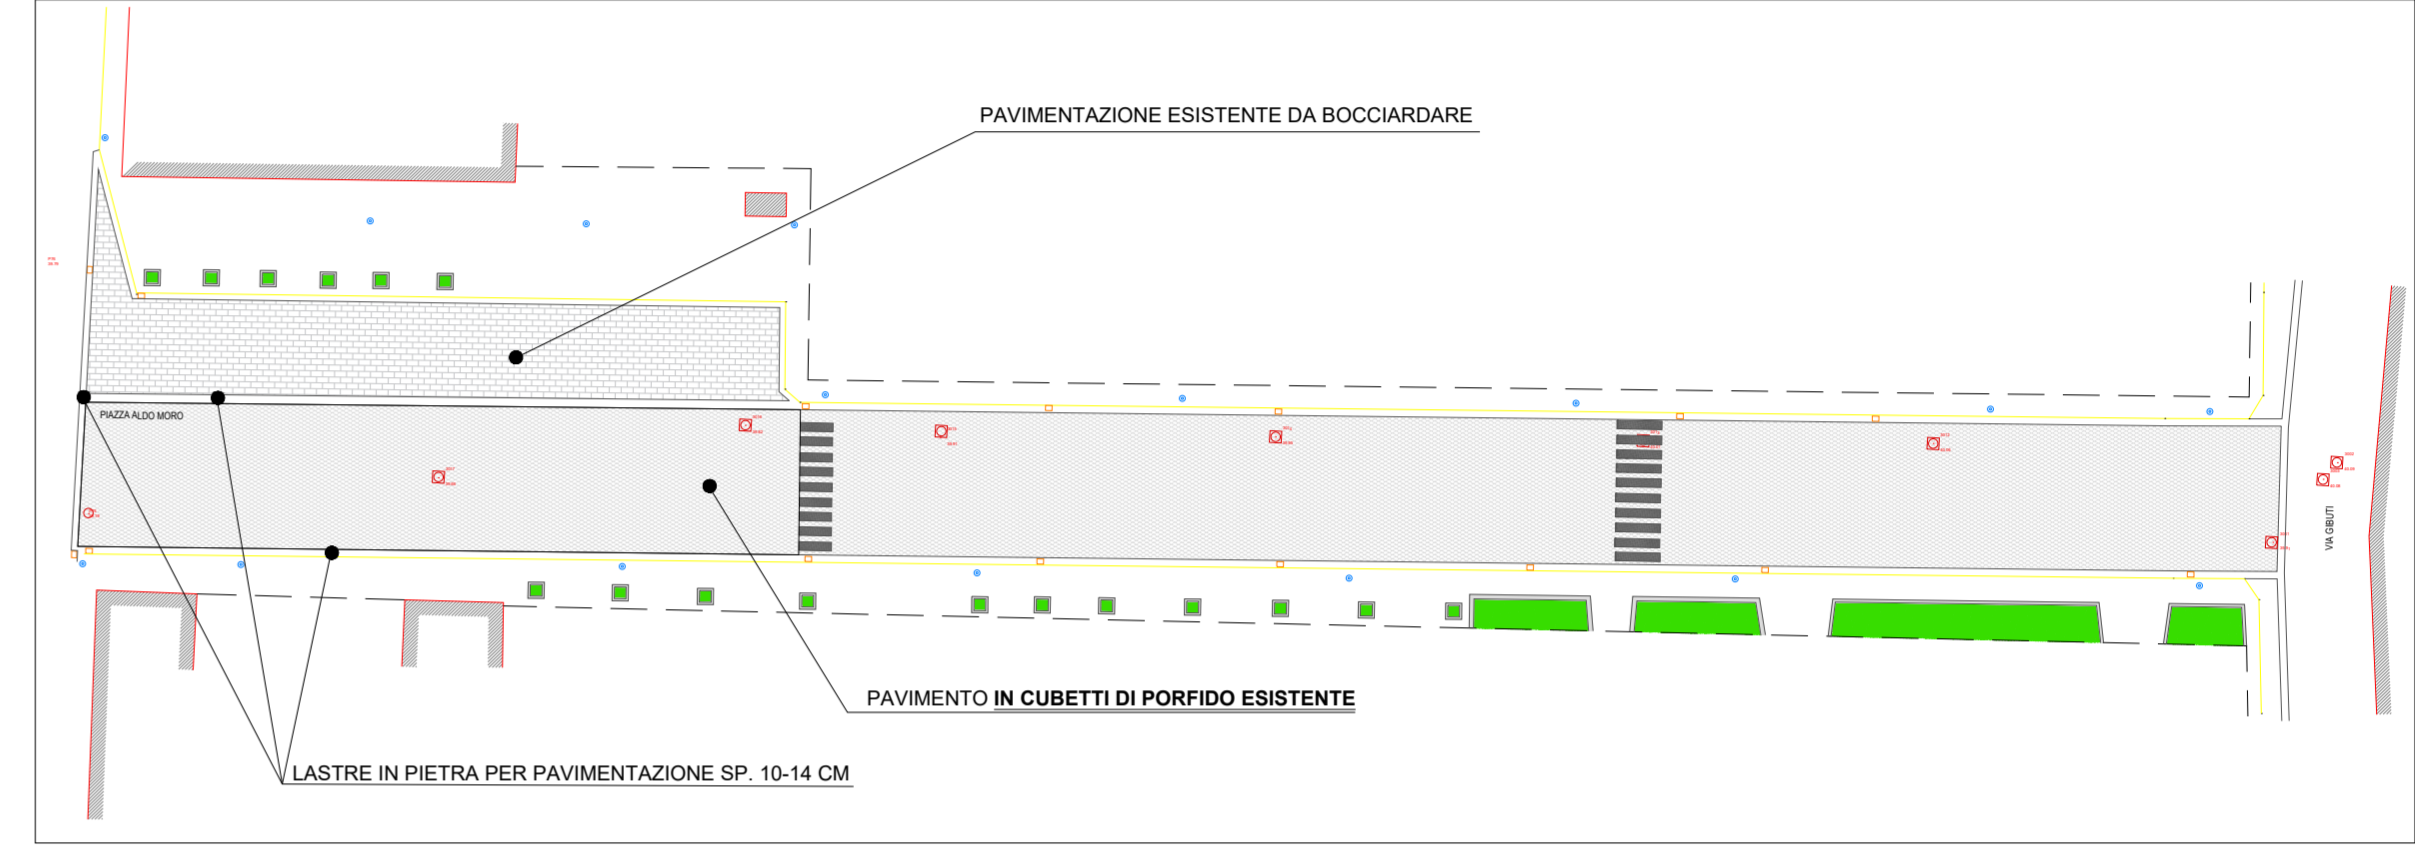 PAVIMENTAZIONE ESISTENTE DA BOCCIARDARE
PIAZZA ALDO MORO
VIA GIBUTI
PAVIMENTO IN CUBETTI DI PORFIDO ESISTENTE
LASTRE IN PIETRA PER PAVIMENTAZIONE SP. 10-14 CM